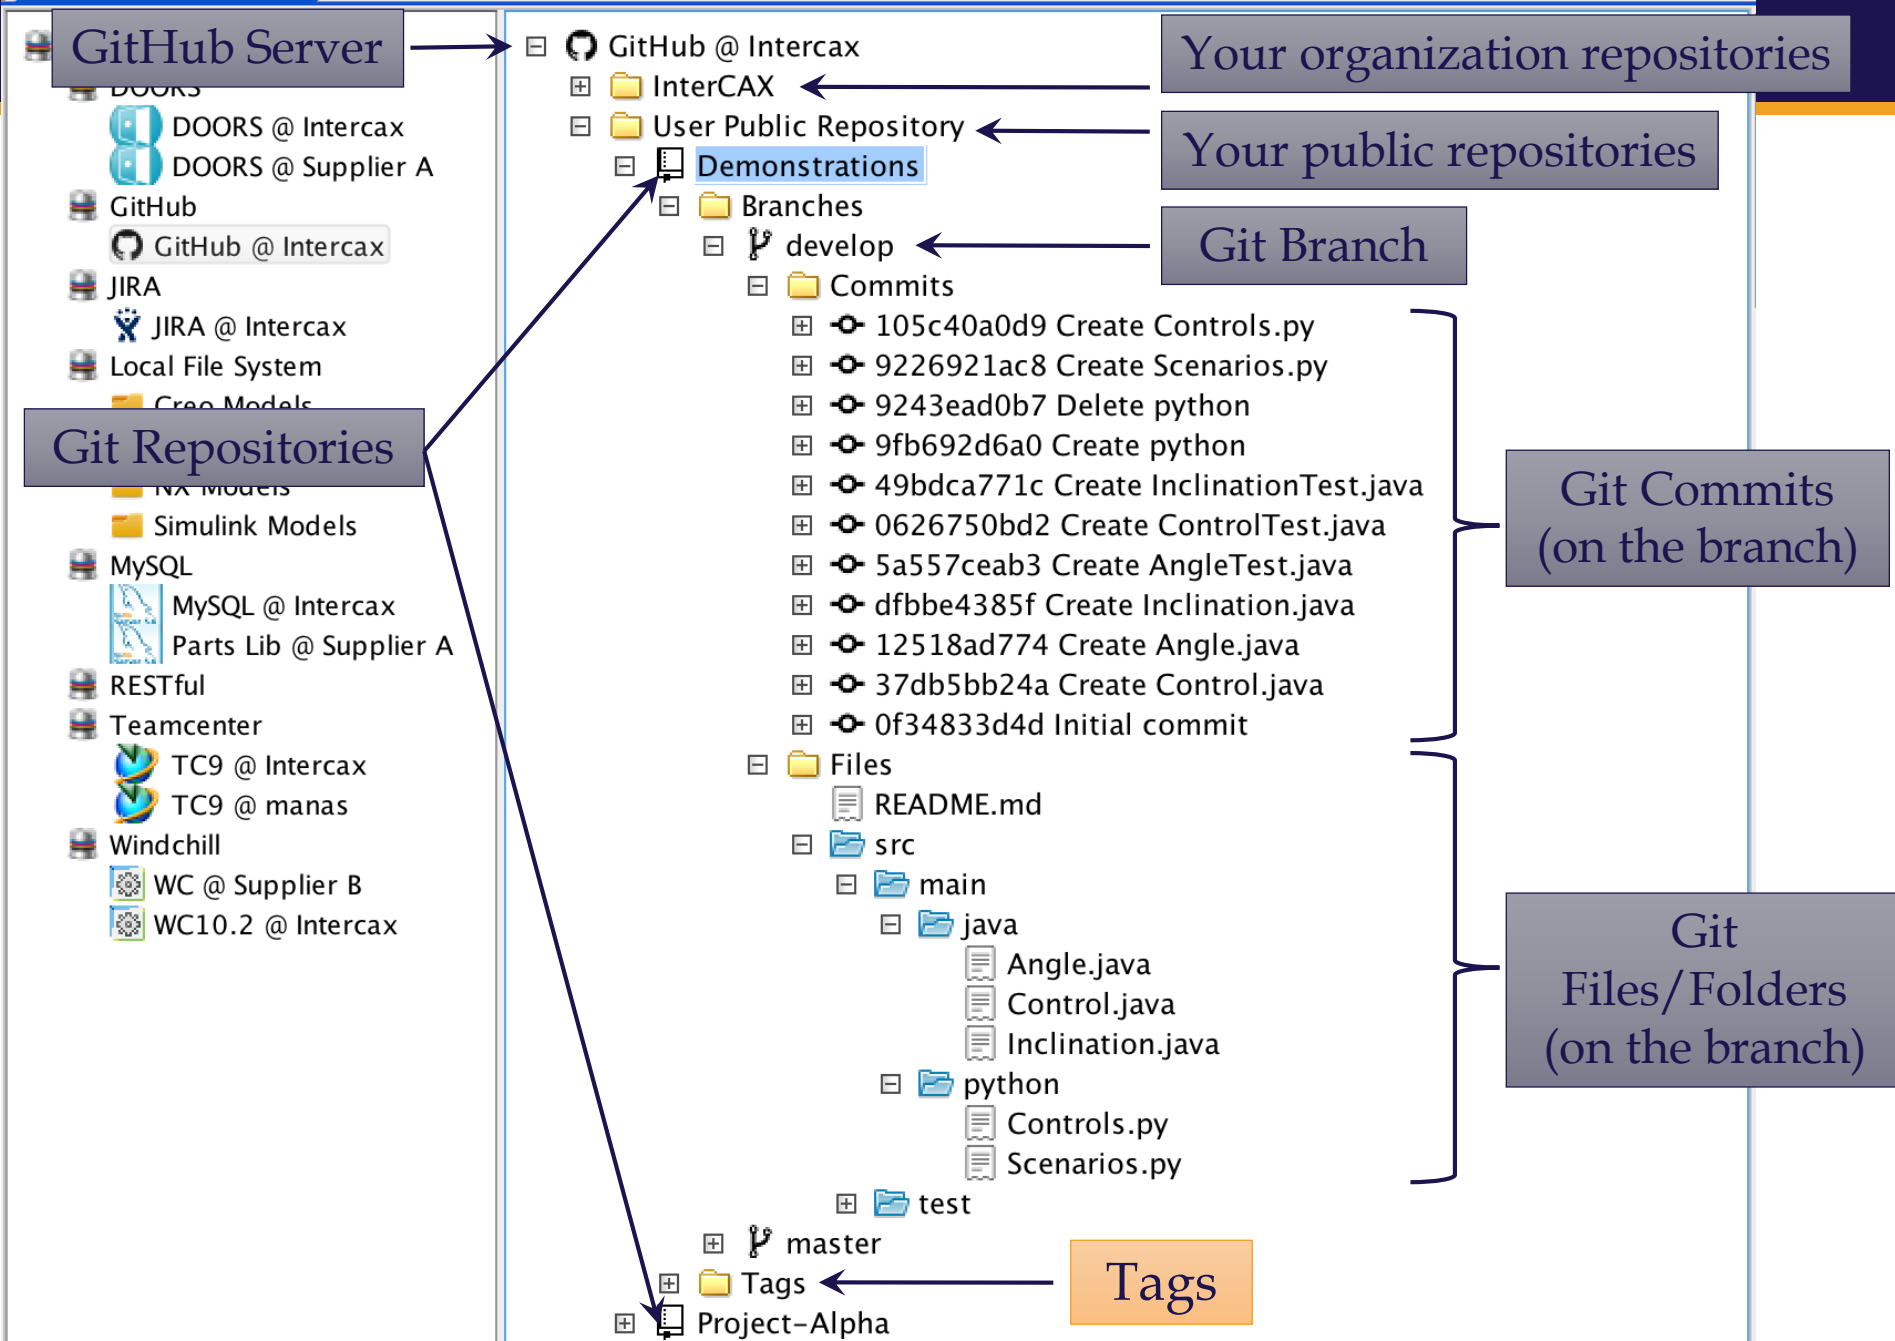 GitHub Server
DOORS
DOORS @ Intercax
DOORS @ Supplier A
GitHub
GitHub @ Intercax
JIRA
JIRA @ Intercax
Local File System
Creo Models
Git Repositories
NX Models
Simulink Models
MySQL
MySQL @ Intercax
Parts Lib @ Supplier A
RESTful
Teamcenter
TC9 @ Intercax
TC9 @ manas
Windchill
WC @ Supplier B
WC10.2 @ Intercax
GitHub @ Intercax
InterCAX
User Public Repository
Demonstrations
Branches
develop
Commits
105c40a0d9 Create Controls.py
9226921ac8 Create Scenarios.py
9243ead0b7 Delete python
9fb692d6a0 Create python
49bdca771c Create InclinationTest.java
0626750bd2 Create ControlTest.java
5a557ceab3 Create AngleTest.java
dfbbe4385f Create Inclination.java
12518ad774 Create Angle.java
37db5bb24a Create Control.java
0f34833d4d Initial commit
Files
README.md
src
main
java
Angle.java
Control.java
Inclination.java
python
Controls.py
Scenarios.py
test
master
Tags
Project-Alpha
Your organization repositories
Your public repositories
Git Branch
Git Commits
(on the branch)
Git
Files/Folders
(on the branch)
Tags